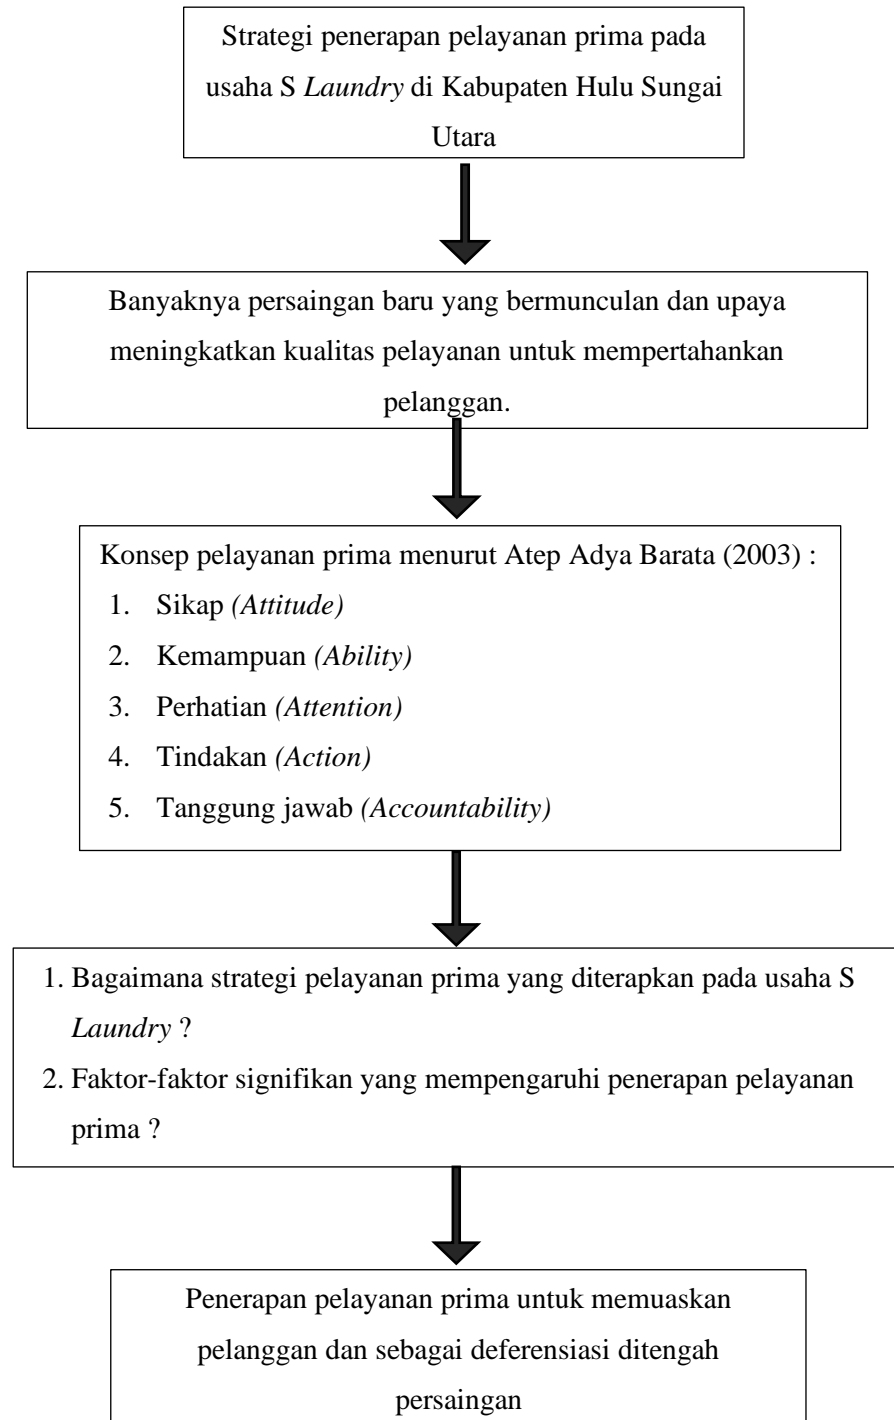 Strategi penerapan pelayanan prima pada
usaha S Laundry di Kabupaten Hulu Sungai
Utara
Banyaknya persaingan baru yang bermunculan dan upaya
meningkatkan kualitas pelayanan untuk mempertahankan
pelanggan.
Konsep pelayanan prima menurut Atep Adya Barata (2003) :
1. Sikap (Attitude)
2. Kemampuan (Ability)
3. Perhatian (Attention)
4. Tindakan (Action)
5. Tanggung jawab (Accountability)
1. Bagaimana strategi pelayanan prima yang diterapkan pada usaha S
Laundry ?
2. Faktor-faktor signifikan yang mempengaruhi penerapan pelayanan
prima ?
Penerapan pelayanan prima untuk memuaskan
pelanggan dan sebagai deferensiasi ditengah
persaingan